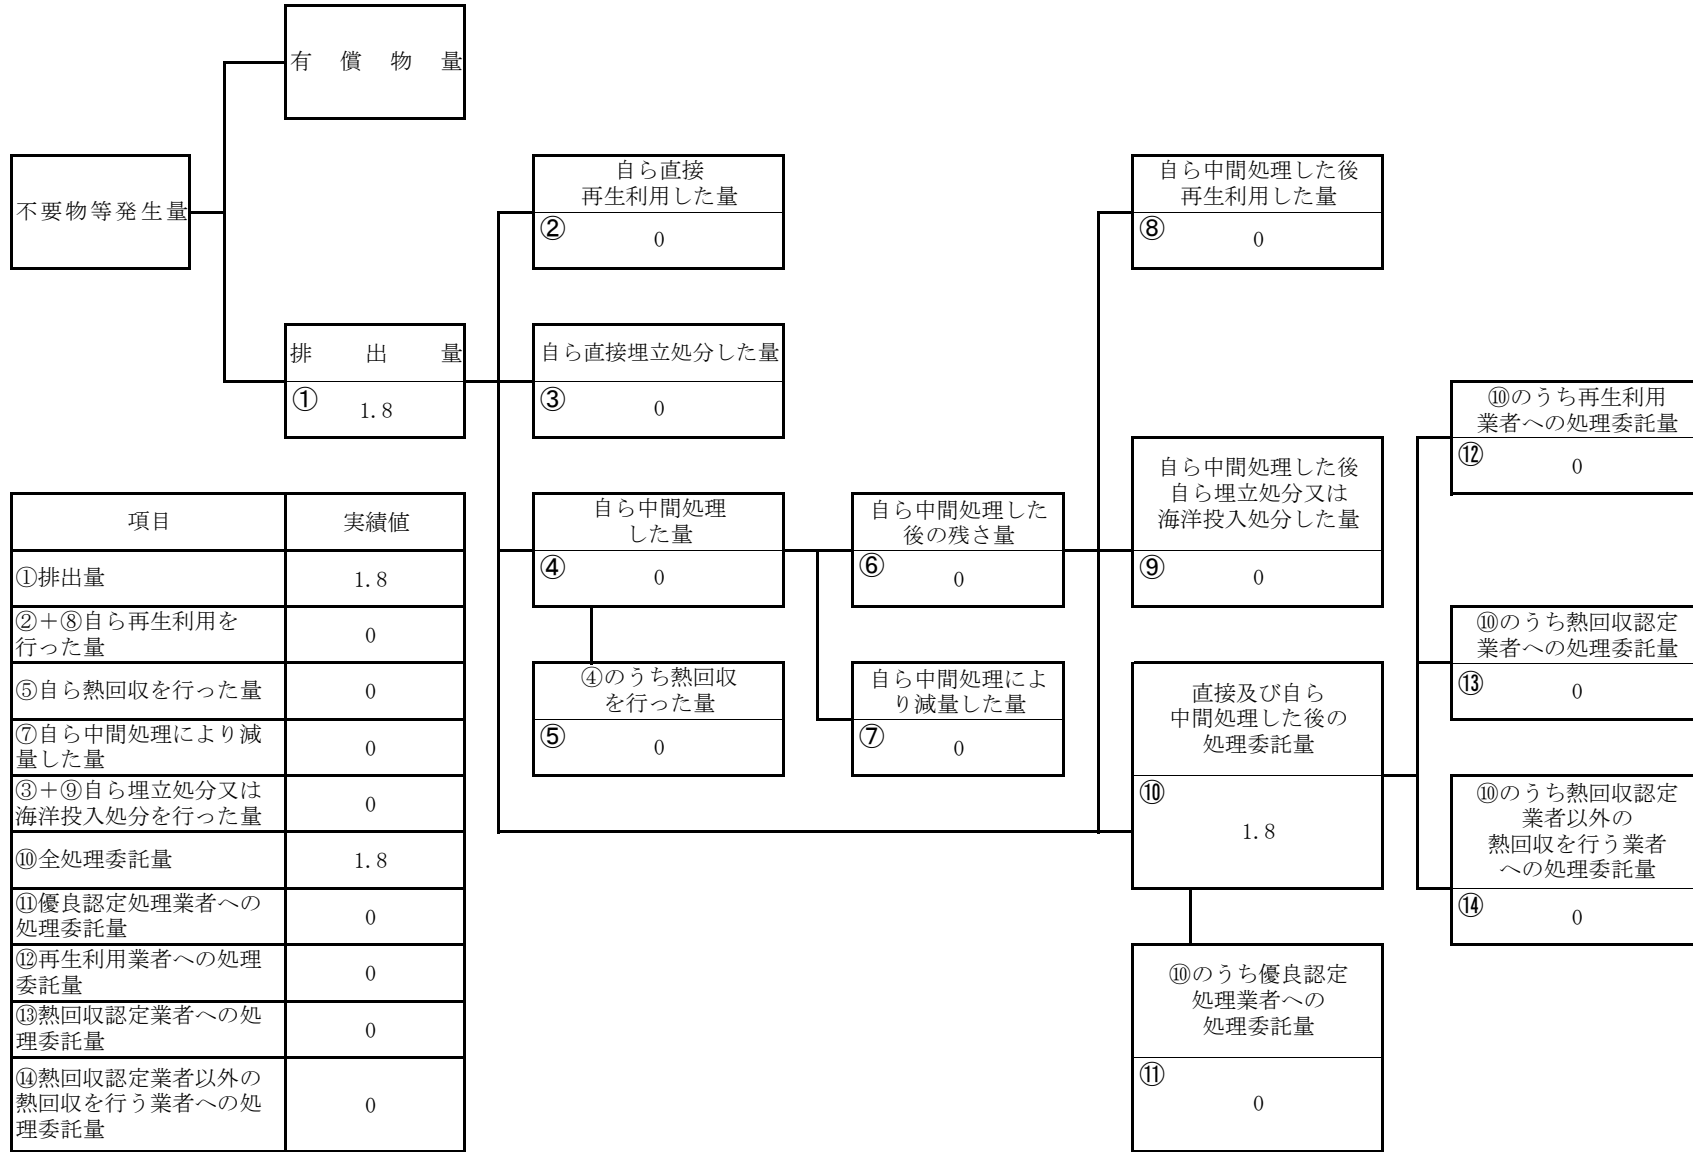 有償物量
不要物等発生量
排出量
① 1.8
自ら直接
再生利用した量
② 0
自ら直接埋立処分した量
③ 0
自ら中間処理
した量
④ 0
④のうち熱回収
を行った量
⑤ 0
自ら中間処理した
後の残さ量
⑥ 0
自ら中間処理によ
り減量した量
⑦ 0
自ら中間処理した後
再生利用した量
⑧ 0
自ら中間処理した後
自ら埋立処分又は
海洋投入処分した量
⑨ 0
直接及び自ら
中間処理した後の
処理委託量
⑩
1.8
⑩のうち優良認定
処理業者への
処理委託量
⑪
0
⑩のうち再生利用
業者への処理委託量
⑫ 0
⑩のうち熱回収認定
業者への処理委託量
⑬ 0
⑩のうち熱回収認定
業者以外の
熱回収を行う業者
への処理委託量
⑭ 0
項目 実績値
①排出量 1.8
②+⑧自ら再生利用を
行った量 0
⑤自ら熱回収を行った量 0
⑦自ら中間処理により減
量した量 0
③+⑨自ら埋立処分又は
海洋投入処分を行った量 0
⑩全処理委託量 1.8
⑪優良認定処理業者への
処理委託量 0
⑫再生利用業者への処理
委託量 0
⑬熱回収認定業者への処
理委託量 0
⑭熱回収認定業者以外の
熱回収を行う業者への処
理委託量 0